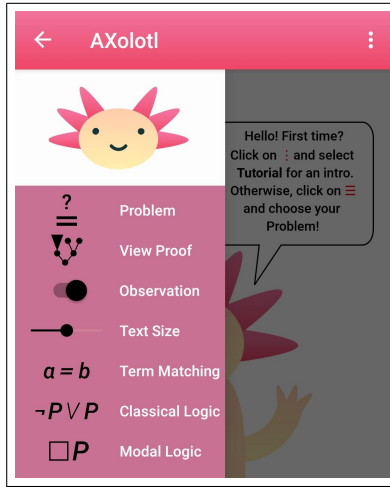 AXolotl
Hello! First time?
Click on ⋮ and select
Tutorial for an intro.
Otherwise, click on ☰
and choose your
Problem!
? Problem
View Proof
Observation
Text Size
a = b Term Matching
¬P∨P Classical Logic
□P Modal Logic